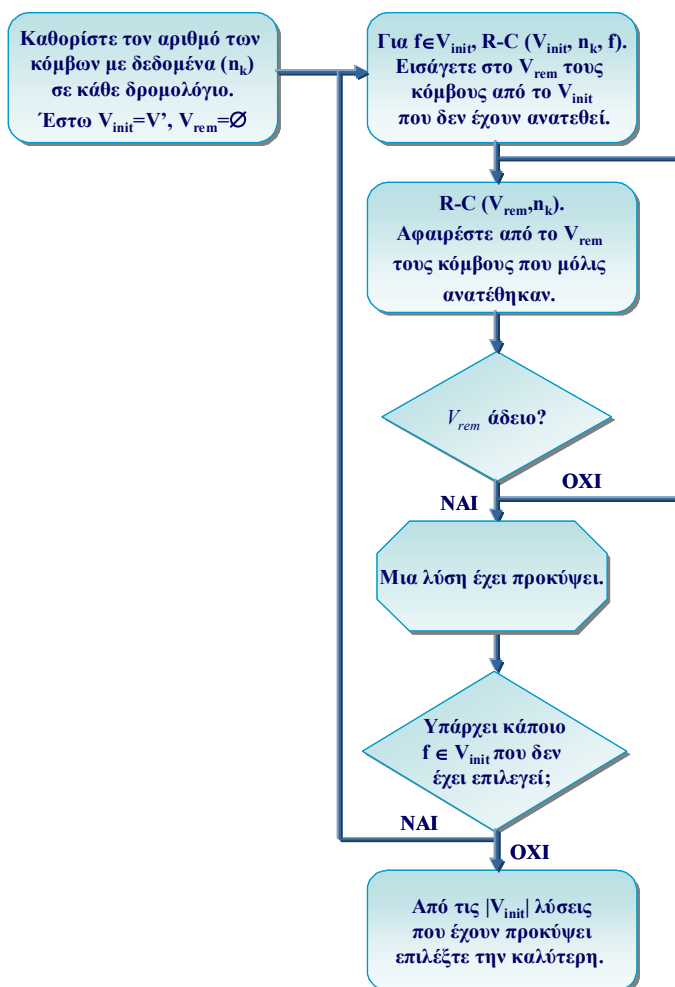 Καθορίστε τον αριθμό των
κόμβων με δεδομένα (nk)
σε κάθε δρομολόγιο.
Έστω Vinit=V’, Vrem=∅
Για f∈Vinit, R-C (Vinit, nk, f).
Εισάγετε στο Vrem τους
κόμβους από το Vinit
που δεν έχουν ανατεθεί.
R-C (Vrem,nk).
Αφαιρέστε από το Vrem
τους κόμβους που μόλις
ανατέθηκαν.
Vrem άδειο?
ΟΧΙ
ΝΑΙ
Μια λύση έχει προκύψει.
Υπάρχει κάποιο
f ∈ Vinit που δεν
έχει επιλεγεί;
ΝΑΙ
ΟΧΙ
Από τις |Vinit| λύσεις
που έχουν προκύψει
επιλέξτε την καλύτερη.